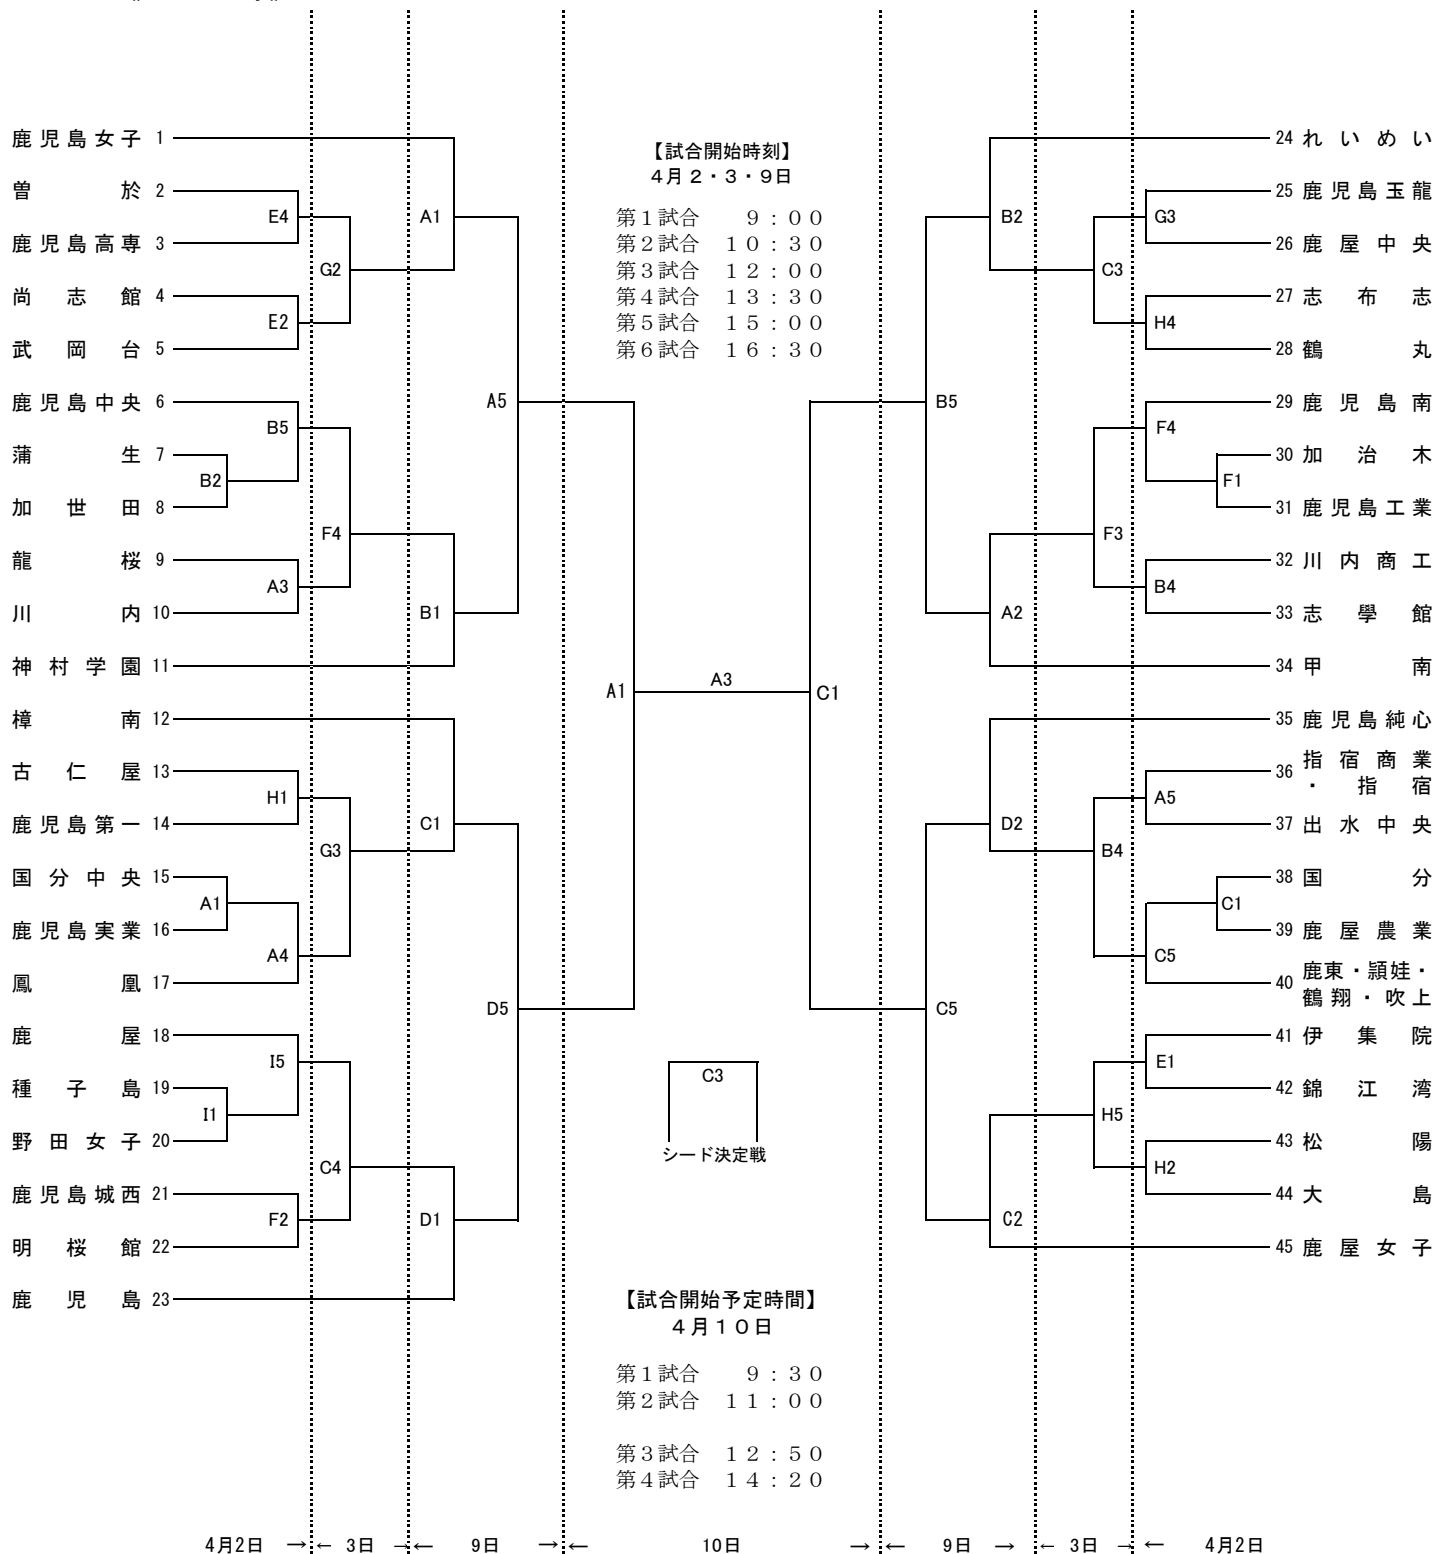 鹿児島女子 1
曽於 2
E4
鹿児島高専 3
G2
尚志館 4
E2
武岡台 5
A1
鹿児島中央 6
B5
蒲生 7
B2
加世田 8
F4
龍桜 9
A3
川内 10
B1
神村学園 11
A5
樟南 12
古仁屋 13
H1
鹿児島第一 14
C1
G3
国分中央 15
A1
鹿児島実業 16
A4
鳳凰 17
D5
鹿屋 18
I5
種子島 19
I1
野田女子 20
C4
鹿児島城西 21
F2
D1
明桜館 22
鹿児島 23
【試合開始時刻】
4月2・3・9日
第1試合 9:00
第2試合 10:30
第3試合 12:00
第4試合 13:30
第5試合 15:00
第6試合 16:30
A1
A3
C1
C3
シード決定戦
【試合開始予定時間】
4月10日
第1試合 9:30
第2試合 11:00
第3試合 12:50
第4試合 14:20
24 れいめい
25 鹿児島玉龍
B2
G3
26 鹿屋中央
C3
27 志布志
H4
28 鶴丸
B5
29 鹿児島南
F4
30 加治木
F1
31 鹿児島工業
F3
32 川内商工
B4
33 志學館
A2
34 甲南
35 鹿児島純心
36 指宿商業
・指宿
A5
37 出水中央
D2
B4
38 国分
C1
39 鹿屋農業
C5
40 鹿東・頴娃・
鶴翔・吹上
C5
41 伊集院
E1
42 錦江湾
H5
43 松陽
H2
44 大島
C2
45 鹿屋女子
4月2日 →← 3日 →← 9日 →← 10日 →← 9日 →← 3日 →← 4月2日